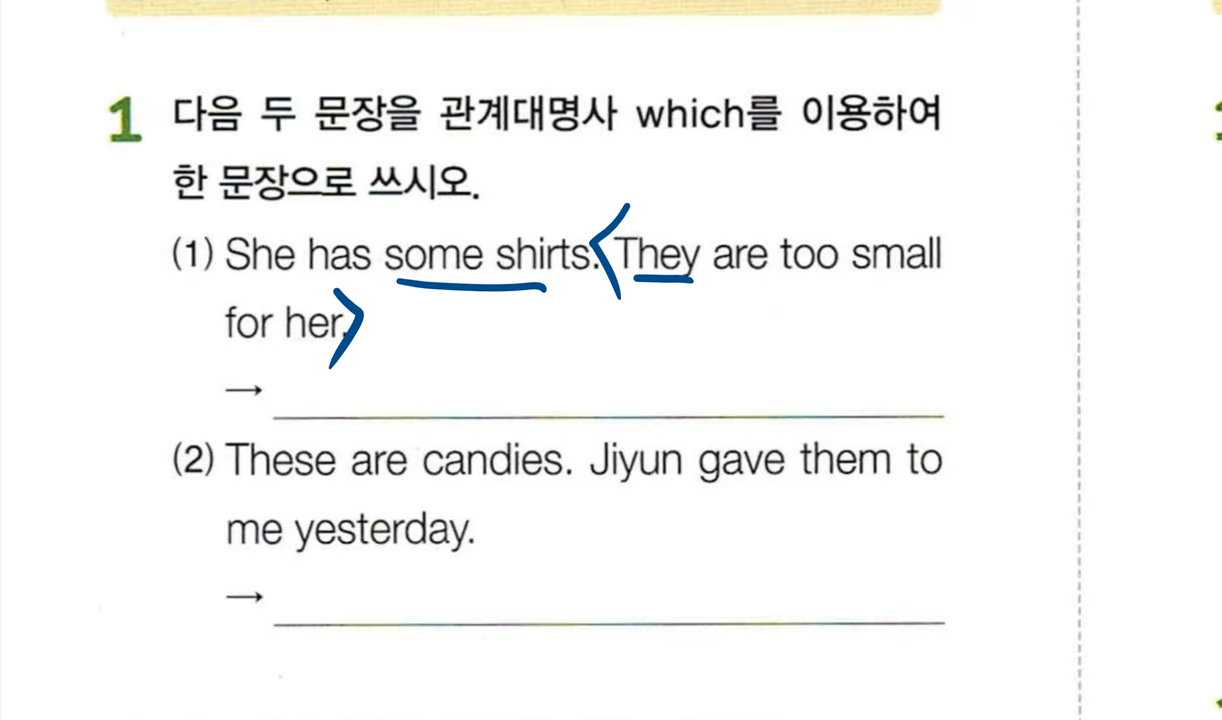 1 다음 두 문장을 관계대명사 which를 이용하여
한 문장으로 쓰시오.
(1) She has some shirts. They are too small
for her.
→
(2) These are candies. Jiyun gave them to
me yesterday.
→